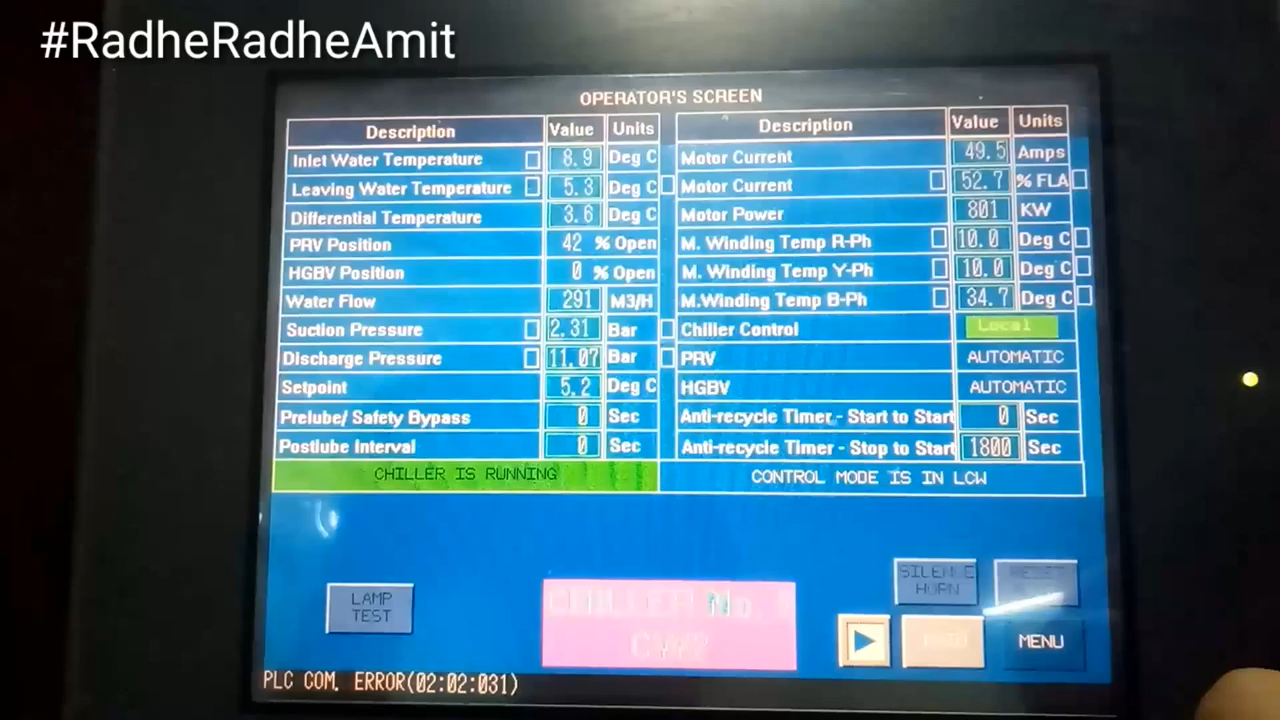 #RadheRadheAmit
OPERATOR'S SCREEN
Description Value Units
Inlet Water Temperature 8.9 Deg C
Leaving Water Temperature 5.3 Deg C
Differential Temperature 3.6 Deg C
PRV Position 42 % Open
HGBV Position 0 % Open
Water Flow 291 M3/H
Suction Pressure 2.31 Bar
Discharge Pressure 11.07 Bar
Setpoint 5.2 Deg C
Prelube/ Safety Bypass 0 Sec
Postlube Interval 0 Sec
CHILLER IS RUNNING
Description Value Units
Motor Current 49.5 Amps
Motor Current 52.7 % FLA
Motor Power 801 KW
M. Winding Temp R-Ph 10.0 Deg C
M. Winding Temp Y-Ph 10.0 Deg C
M.Winding Temp B-Ph 34.7 Deg C
Chiller Control Local
PRV AUTOMATIC
HGBV AUTOMATIC
Anti-recycle Timer - Start to Start 0 Sec
Anti-recycle Timer - Stop to Start 1800 Sec
CONTROL MODE IS IN LCW
LAMP
TEST
CHILLER No.
SILENCE
HORN
RESET
MENU
PLC COM. ERROR(02:02:031)